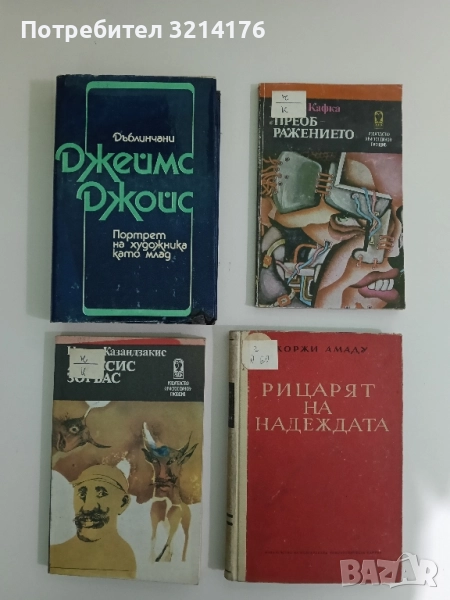 Потребител 3214176
Дъблинчани
Джеймс
Джойс
Портрет
на художника
като млад
Ч
К
Кафка
ПРЕОБ
РАЖЕНИЕТО
Казандзакис
ЗОРБАС
Ч
К
ЖОРЖИ АМАДУ
РИЦАРЯТ
НА
НАДЕЖДАТА
BAZAR